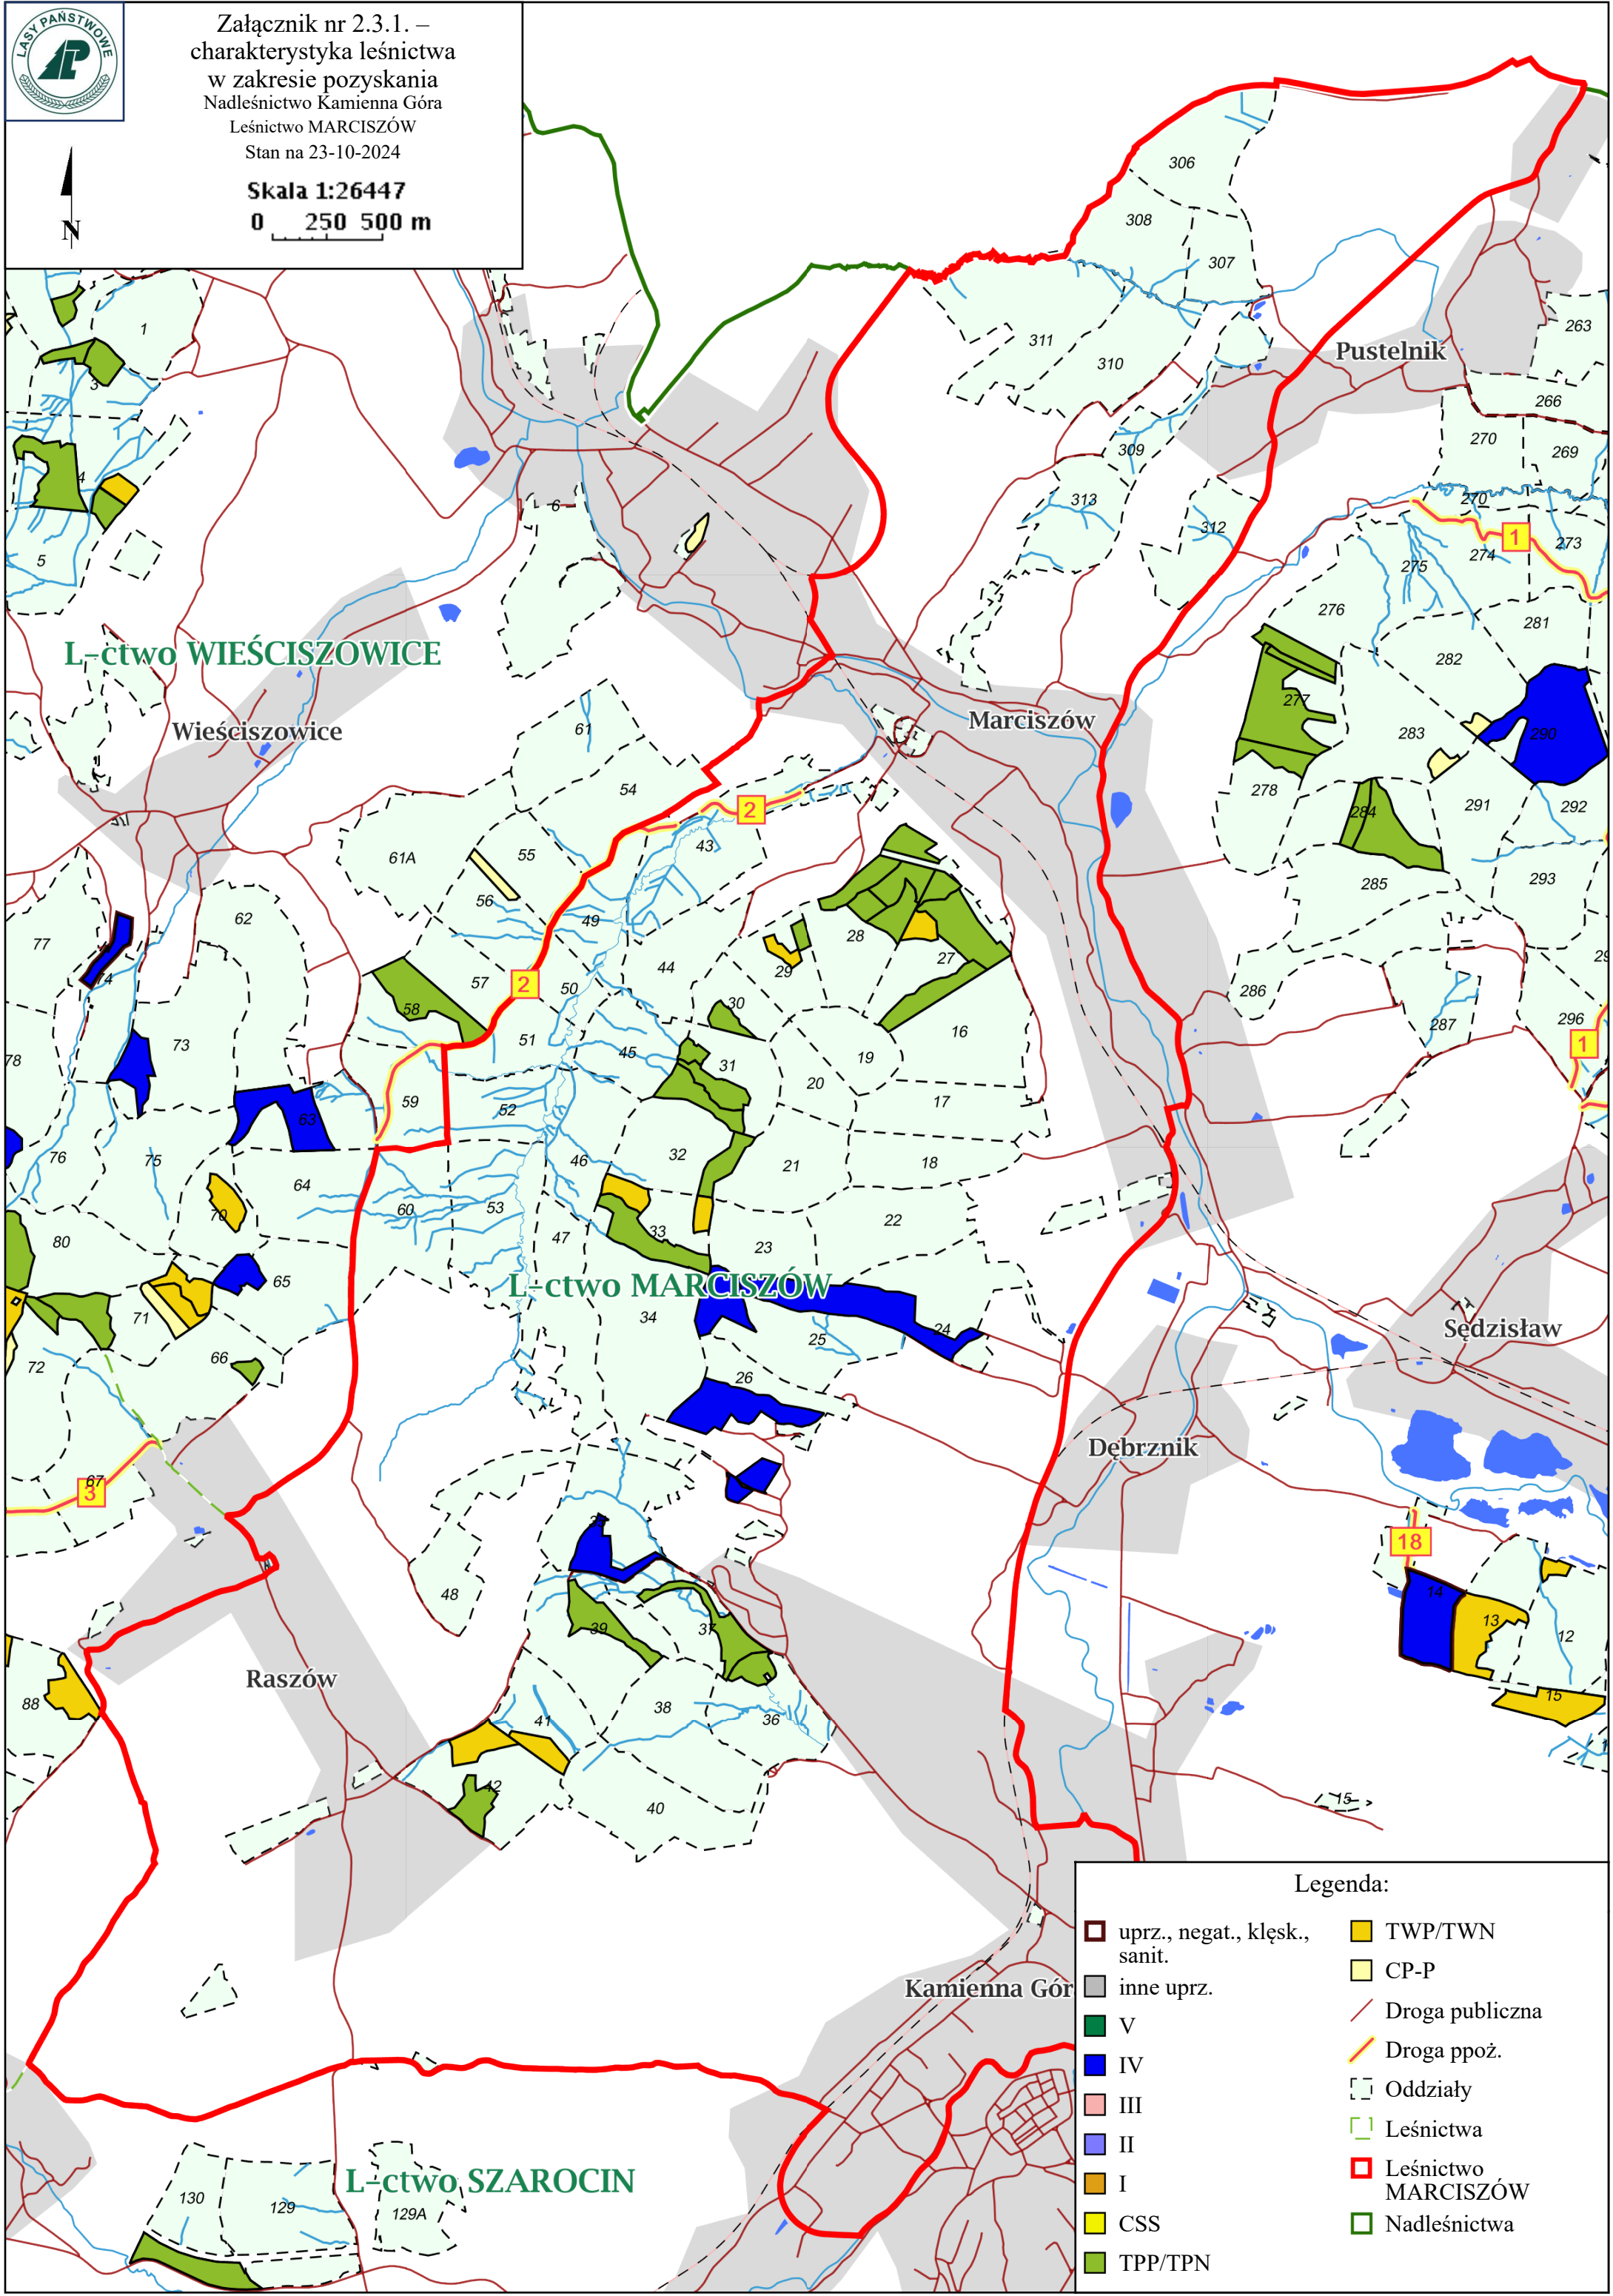 LASY PAŃSTWOWE
Załącznik nr 2.3.1. –
charakterystyka leśnictwa
w zakresie pozyskania
Nadleśnictwo Kamienna Góra
Leśnictwo MARCISZÓW
Stan na 23-10-2024
Skala 1:26447
0 250 500 m
N
306
308
307
1
311
310
263
Pustelnik
3
266
270
269
309
4
313
270
6
312
1
273
274
5
275
276
281
L-ctwo WIEŚCISZOWICE
282
277
Marciszów
Wieściszowice
61
283
290
54
278
2
284
291
292
43
55
61A
285
293
56
62
49
77
28
27
29
44
74
57
2
50
286
58
30
16
296
287
51
73
45
1
78
31
19
20
59
17
52
63
76
75
46
32
21
18
64
70
60
53
33
22
80
47
23
65
L-ctwo MARCISZÓW
71
34
24
25
Sędzisław
72
66
26
Dębrznik
67
3
18
48
14
39
37
13
12
Raszów
88
41
38
36
15
42
40
15
Kamienna Gór
L-ctwo SZAROCIN
130
129
129A
Legenda:
uprz., negat., klęsk.,
sanit.
inne uprz.
V
IV
III
II
I
CSS
TPP/TPN
TWP/TWN
CP-P
Droga publiczna
Droga ppoż.
Oddziały
Leśnictwa
Leśnictwo
MARCISZÓW
Nadleśnictwa